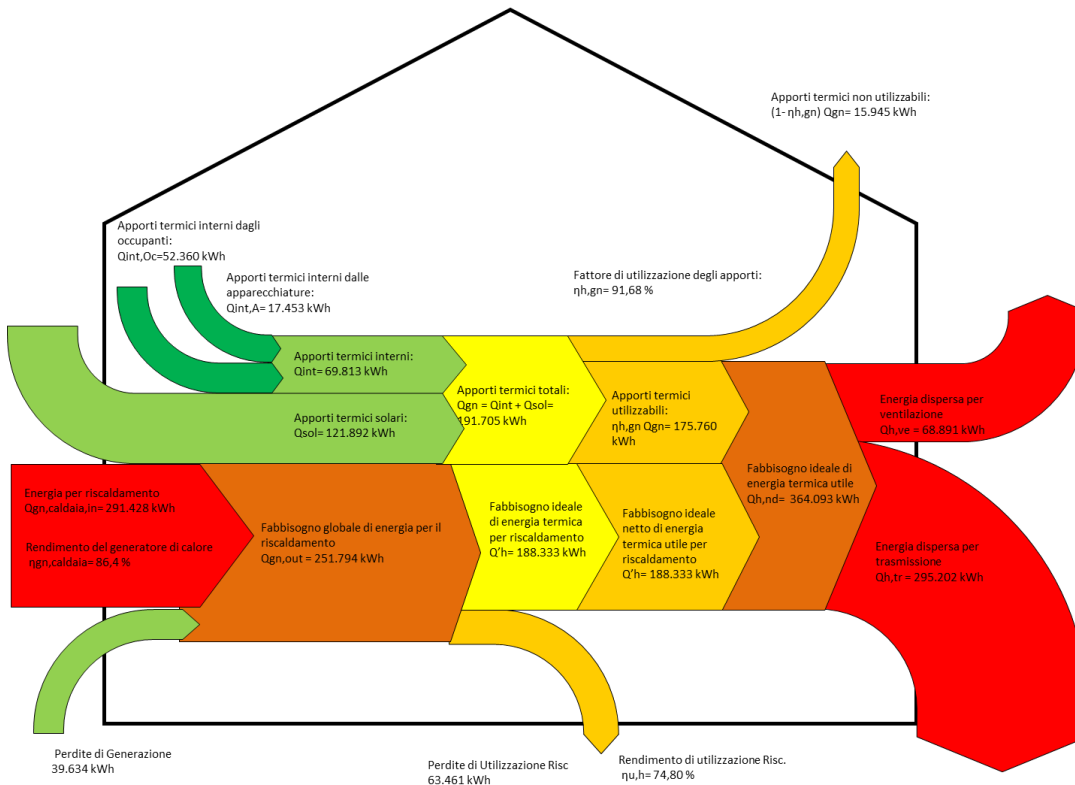 Apporti termici non utilizzabili:
(1- ηh,gn) Qgn= 15.945 kWh
Apporti termici interni dagli
occupanti:
Qint,Oc=52.360 kWh
Apporti termici interni dalle
apparecchiature:
Qint,A= 17.453 kWh
Fattore di utilizzazione degli apporti:
ηh,gn= 91,68 %
Apporti termici interni:
Qint= 69.813 kWh
Apporti termici solari:
Qsol= 121.892 kWh
Apporti termici totali:
Qgn = Qint + Qsol=
191.705 kWh
Apporti termici
utilizzabili:
ηh,gn Qgn= 175.760
kWh
Energia dispersa per
ventilazione
Qh,ve = 68.891 kWh
Fabbisogno ideale di
energia termica utile
Qh,nd= 364.093 kWh
Energia per riscaldamento
Qgn,caldaia,in= 291.428 kWh
Rendimento del generatore di calore
ηgn,caldaia= 86,4 %
Fabbisogno globale di energia per il
riscaldamento
Qgn,out = 251.794 kWh
Fabbisogno ideale
di energia termica
per riscaldamento
Q'h= 188.333 kWh
Fabbisogno ideale
netto di energia
termica utile per
riscaldamento
Q'h= 188.333 kWh
Energia dispersa per
trasmissione
Qh,tr = 295.202 kWh
Perdite di Generazione
39.634 kWh
Perdite di Utilizzazione Risc
63.461 kWh
Rendimento di utilizzazione Risc.
ηu,h= 74,80 %